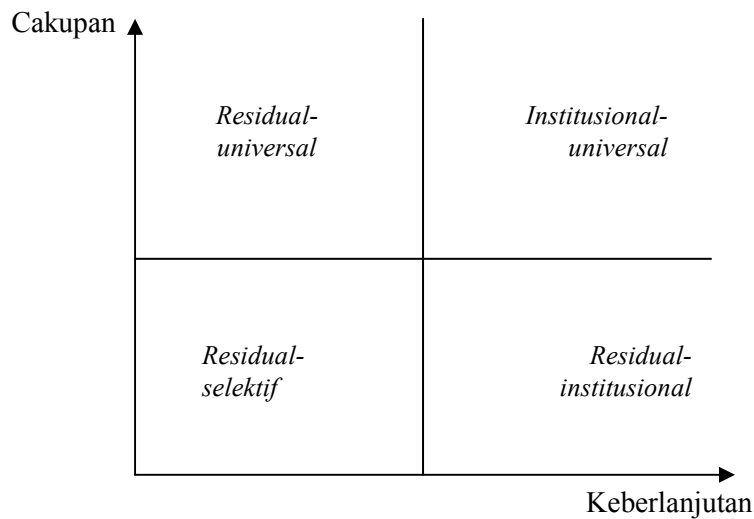 Cakupan
Residual-
universal
Institusional-
universal
Residual-
selektif
Residual-
institusional
Keberlanjutan